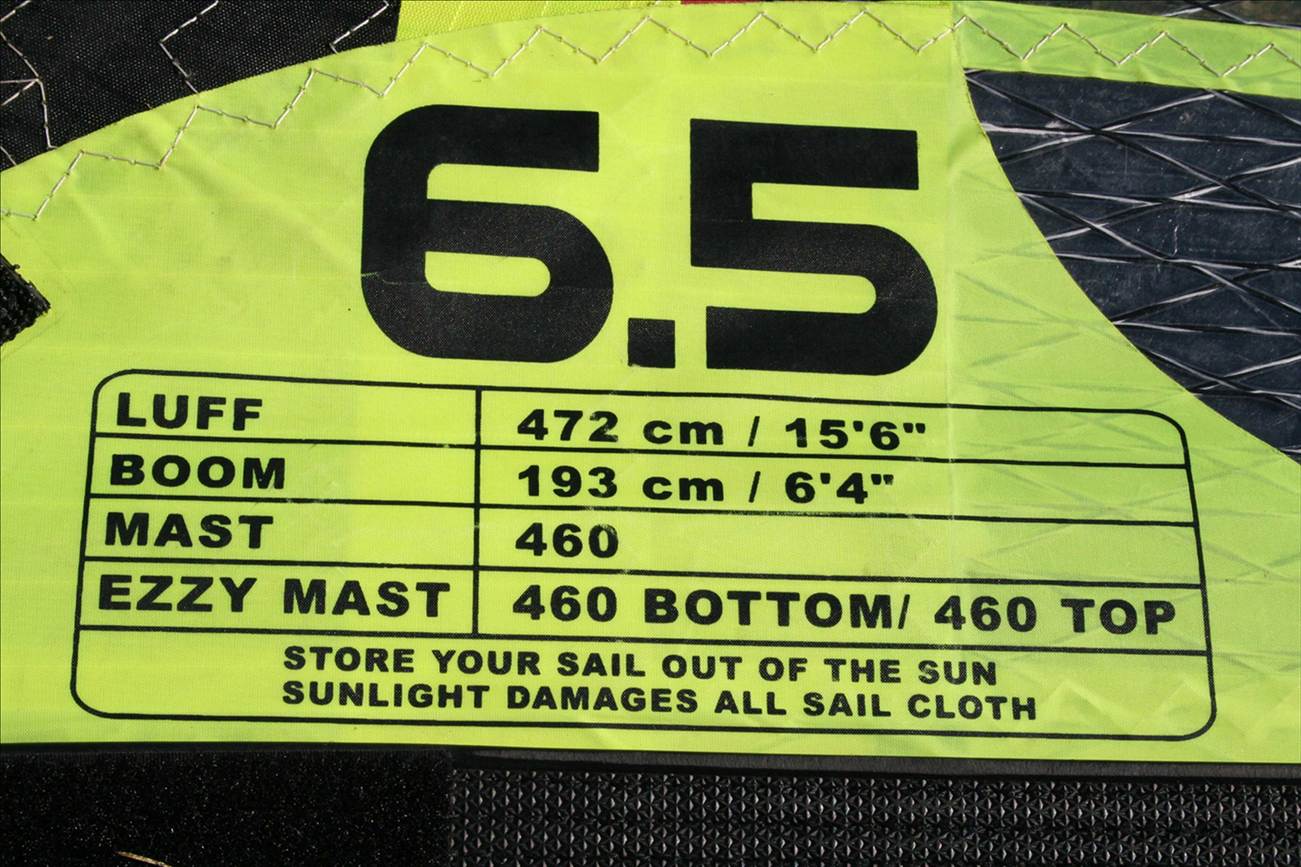 6.5
LUFF 472 cm / 15'6"
BOOM 193 cm / 6'4"
MAST 460
EZZY MAST 460 BOTTOM/ 460 TOP
STORE YOUR SAIL OUT OF THE SUN
SUNLIGHT DAMAGES ALL SAIL CLOTH